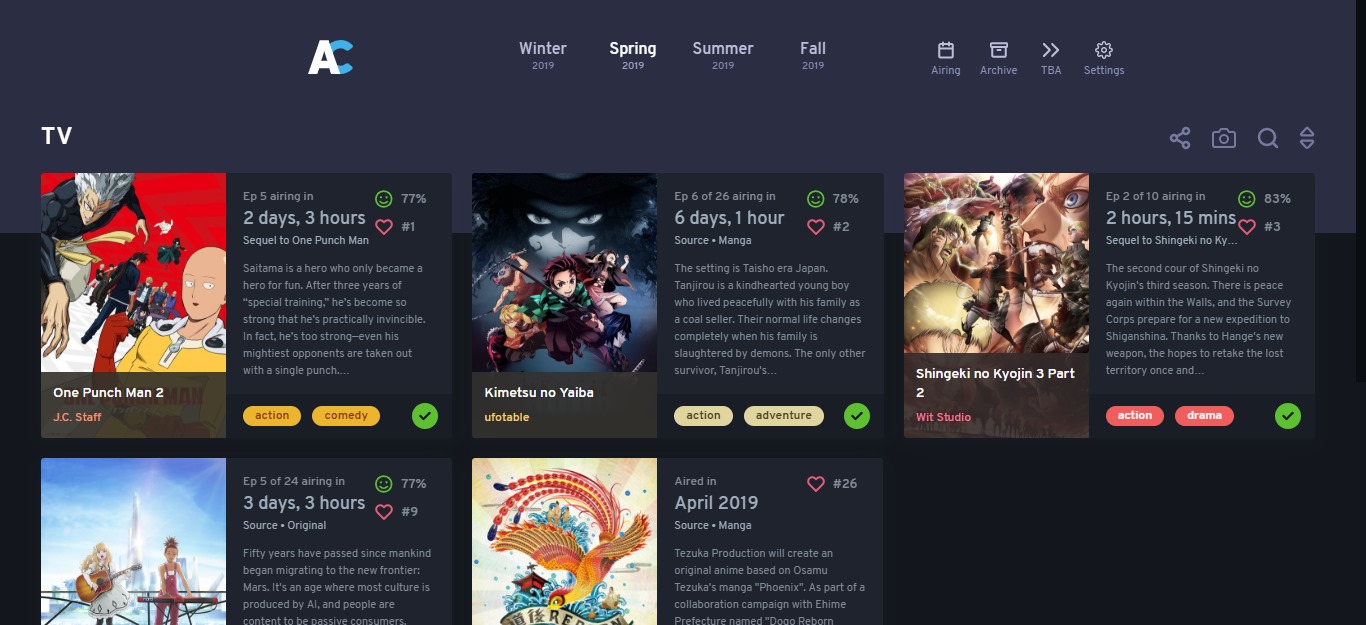 AC
Winter
2019
Spring
2019
Summer
2019
Fall
2019
Airing
Archive
TBA
Settings
TV
Ep 5 airing in
2 days, 3 hours
Sequel to One Punch Man
77%
#1
Saitama is a hero who only became a
hero for fun. After three years of
“special training,” he’s become so
strong that he’s practically invincible.
In fact, he’s too strong—even his
mightiest opponents are taken out
with a single punch....
One Punch Man 2
J.C. Staff
action
comedy
Ep 6 of 26 airing in
6 days, 1 hour
Source • Manga
78%
#2
The setting is Taisho era Japan.
Tanjirou is a kindhearted young boy
who lived peacefully with his family as
a coal seller. Their normal life changes
completely when his family is
slaughtered by demons. The only other
survivor, Tanjirou's...
Kimetsu no Yaiba
ufotable
action
adventure
Ep 2 of 10 airing in
2 hours, 15 mins
Sequel to Shingeki no Ky...
83%
#3
The second cour of Shingeki no
Kyojin's third season. There is peace
again within the Walls, and the Survey
Corps prepare for a new expedition to
Shiganshina. Thanks to Hange's new
weapon, the hopes to retake the lost
territory once and...
Shingeki no Kyojin 3 Part
2
Wit Studio
action
drama
Ep 5 of 24 airing in
3 days, 3 hours
Source • Original
77%
#9
Fifty years have passed since mankind
began migrating to the new frontier:
Mars. It's an age where most culture is
produced by AI, and people are
content to be passive consumers.
Aired in
April 2019
Source • Manga
#26
Tezuka Production will create an
original anime based on Osamu
Tezuka's manga "Phoenix". As part of a
collaboration campaign with Ehime
Prefecture named "Dogo Reborn